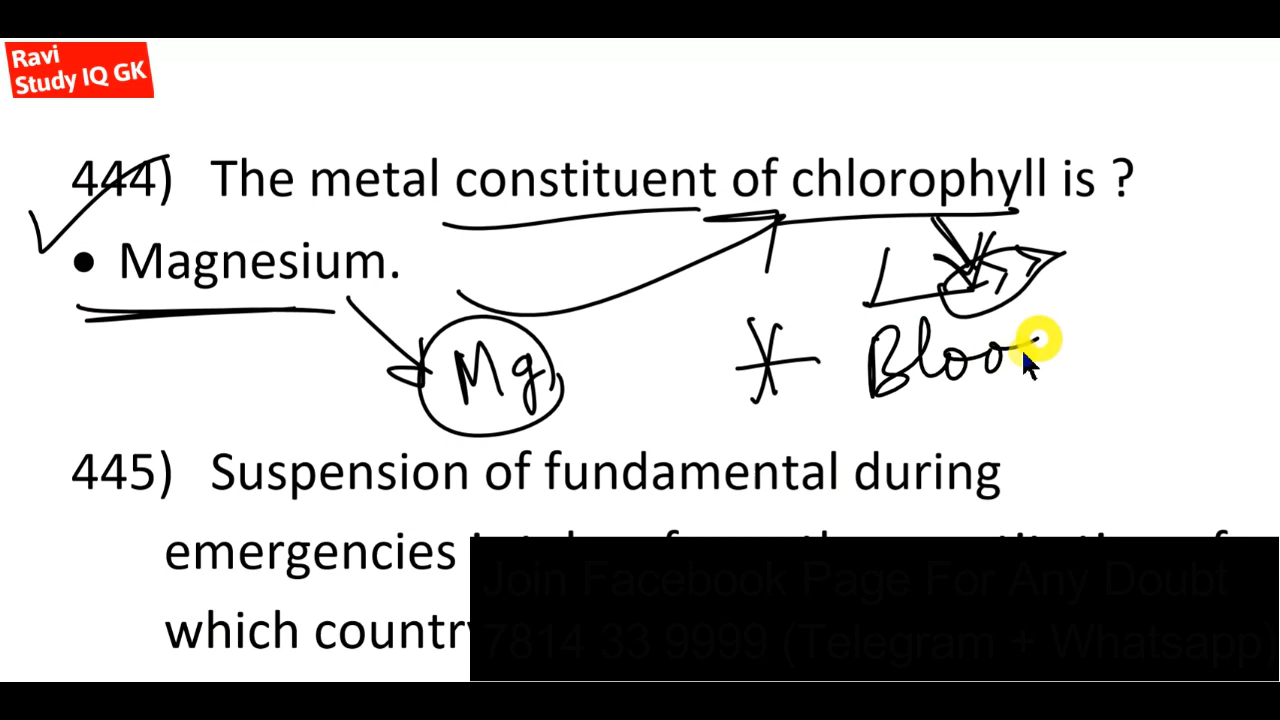 Ravi
Study IQ GK
444) The metal constituent of chlorophyll is ?
• Magnesium.
Mg
Bloo
445) Suspension of fundamental during
emergencies
which country
Join Facebook Page For Any Doubt
7814 33 9999 (Telegram + Whatsapp)